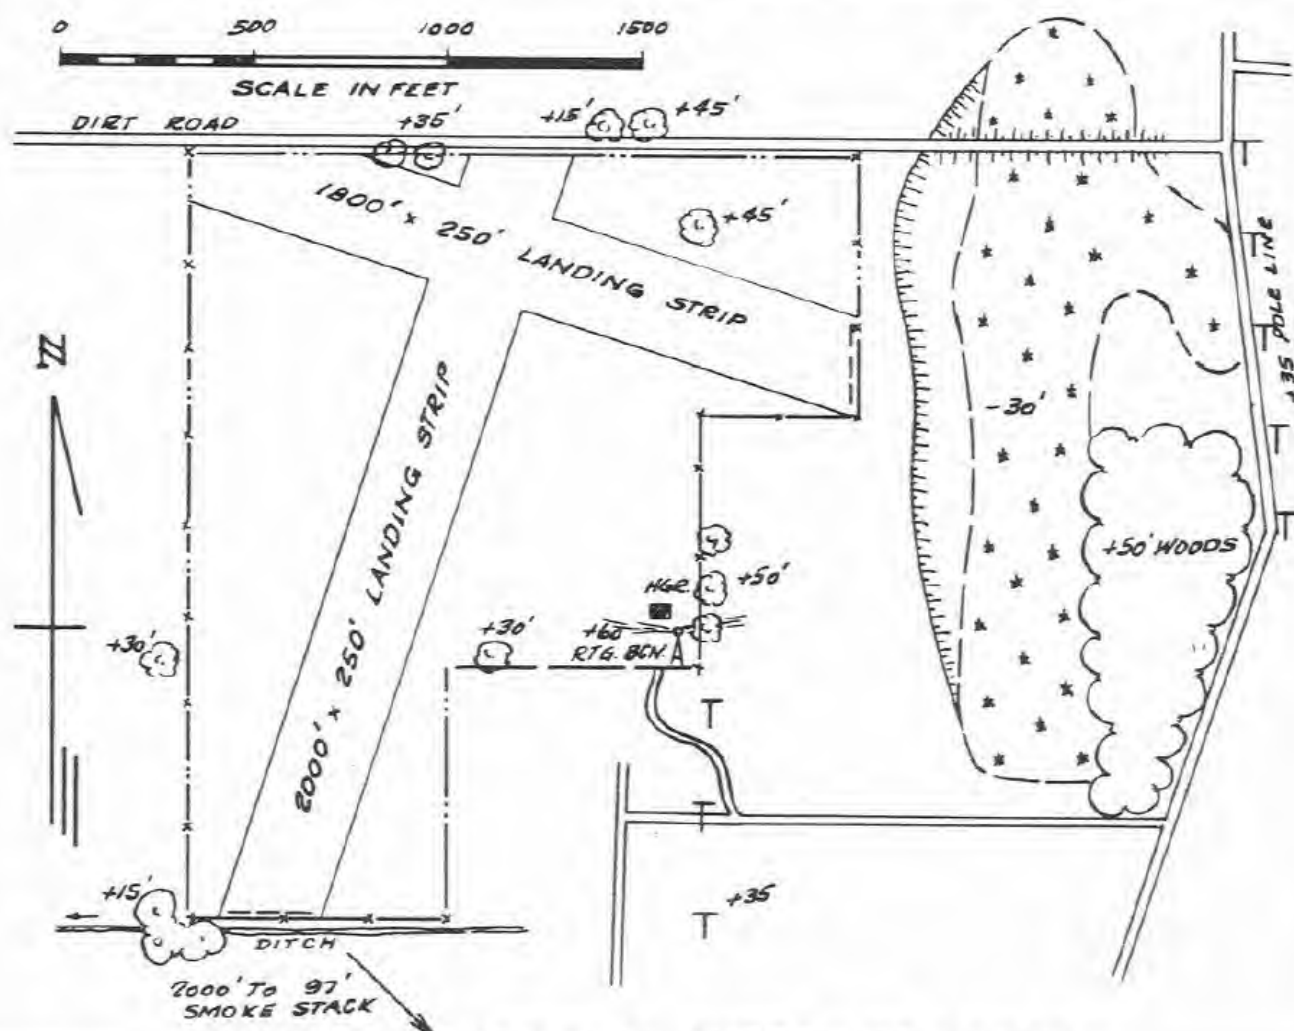 0 500 1000 1500
SCALE IN FEET
DIRT ROAD
+35'
+15'
+45'
+45'
1800' x 250' LANDING STRIP
N
35' POLE LINE
2000' x 250' LANDING STRIP
-30'
+50' WOODS
HGR.
+50'
+30'
+30'
+60
RTG. BCN.
+15'
+35
DITCH
2000' TO 97'
SMOKE STACK